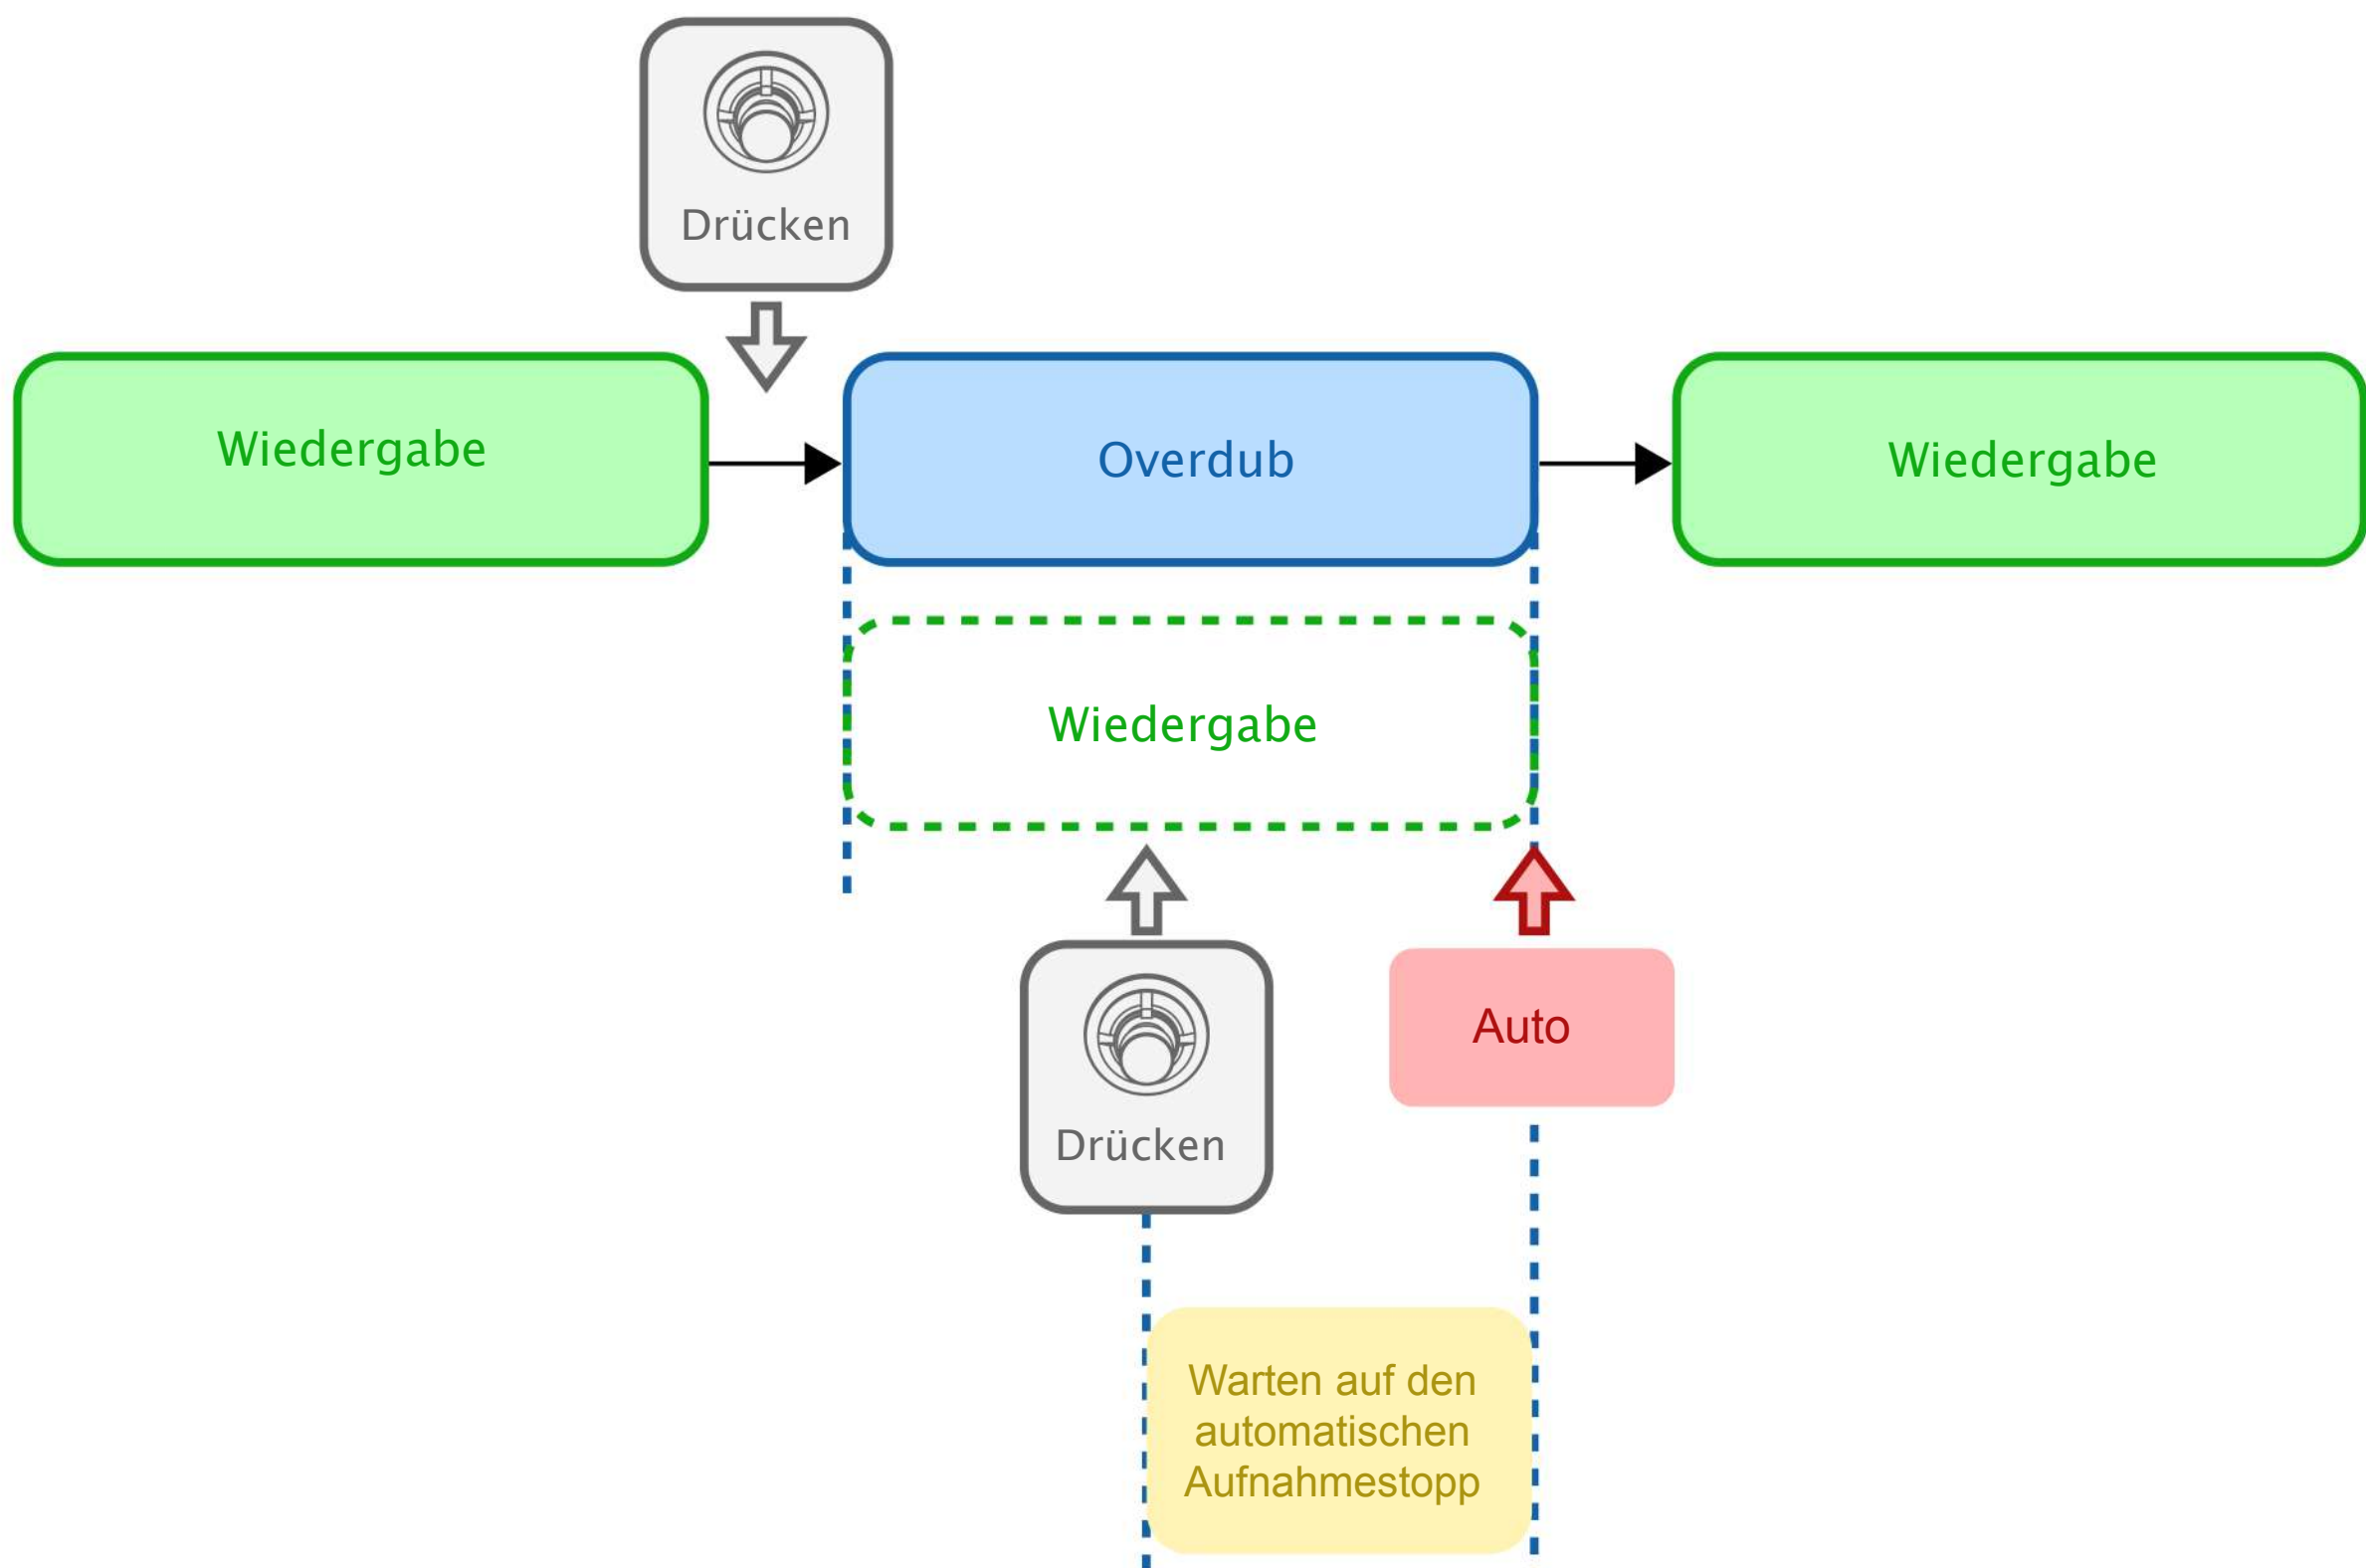 Drücken
Wiedergabe
Overdub
Wiedergabe
Wiedergabe
Drücken
Auto
Warten auf den
automatischen
Aufnahmestopp